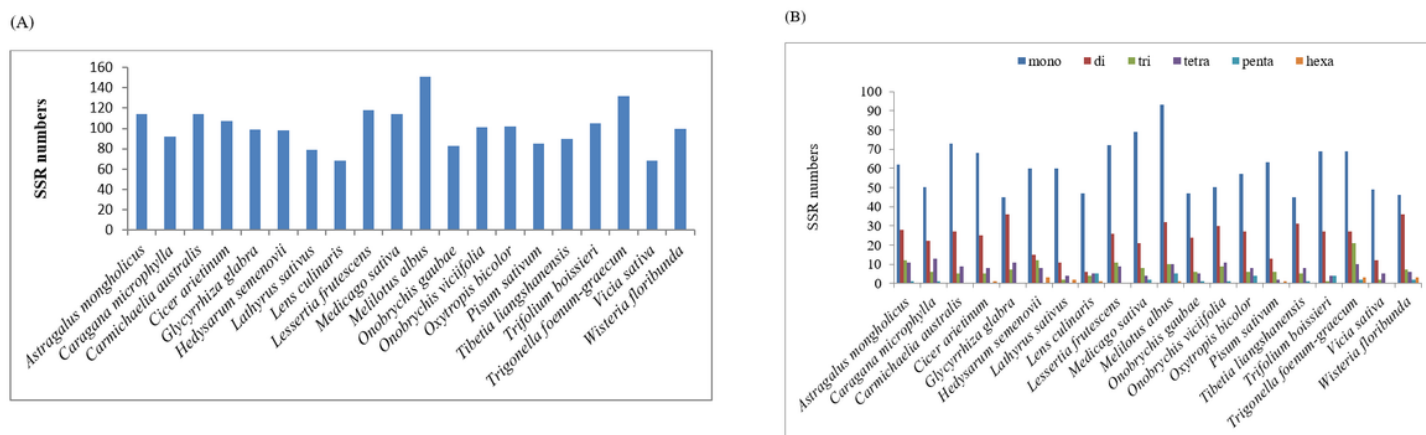 (A)
160
140
120
100
80
60
40
20
0
SSR numbers
Astragalus mongholicus
Caragana microphylla
Carmichaelia australis
Cicer arietinum
Glycyrrhiza glabra
Hedysarum semenovii
Lathyrus sativus
Lens culinaris
Lessertia frutescens
Medicago sativa
Melilotus albus
Onobrychis gaubae
Onobrychis viciifolia
Oxytropis bicolor
Pisum sativum
Tibetia liangshanensis
Trifolium boissieri
Trigonella foenum-graecum
Vicia sativa
Wisteria floribunda
(B)
mono di tri tetra penta hexa
100
90
80
70
60
50
40
30
20
10
0
SSR numbers
Astragalus mongholicus
Caragana microphylla
Carmichaelia australis
Cicer arietinum
Glycyrrhiza glabra
Hedysarum semenovii
Lathyrus sativus
Lens culinaris
Lessertia frutescens
Medicago sativa
Melilotus albus
Onobrychis gaubae
Onobrychis viciifolia
Oxytropis bicolor
Pisum sativum
Tibetia liangshanensis
Trifolium boissieri
Trigonella foenum-graecum
Vicia sativa
Wisteria floribunda